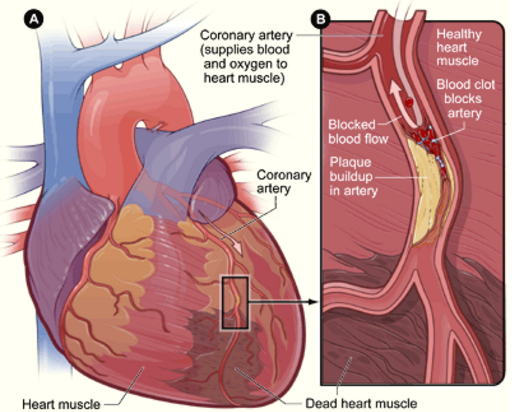 A
Coronary artery
(supplies blood
and oxygen to
heart muscle)
Coronary
artery
Heart muscle
Dead heart muscle
B
Healthy
heart
muscle
Blood clot
blocks
artery
Blocked
blood flow
Plaque
buildup
in artery